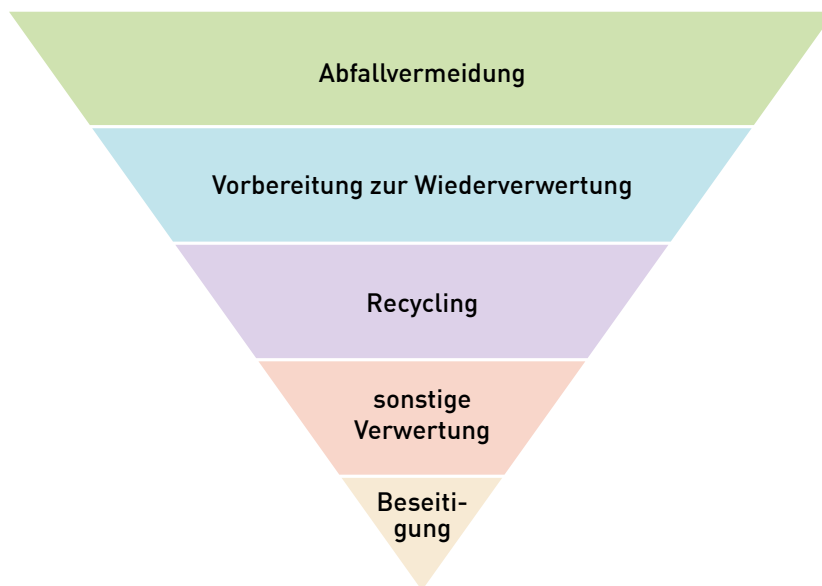 Abfallvermeidung
Vorbereitung zur Wiederverwertung
Recycling
sonstige
Verwertung
Beseiti-
gung